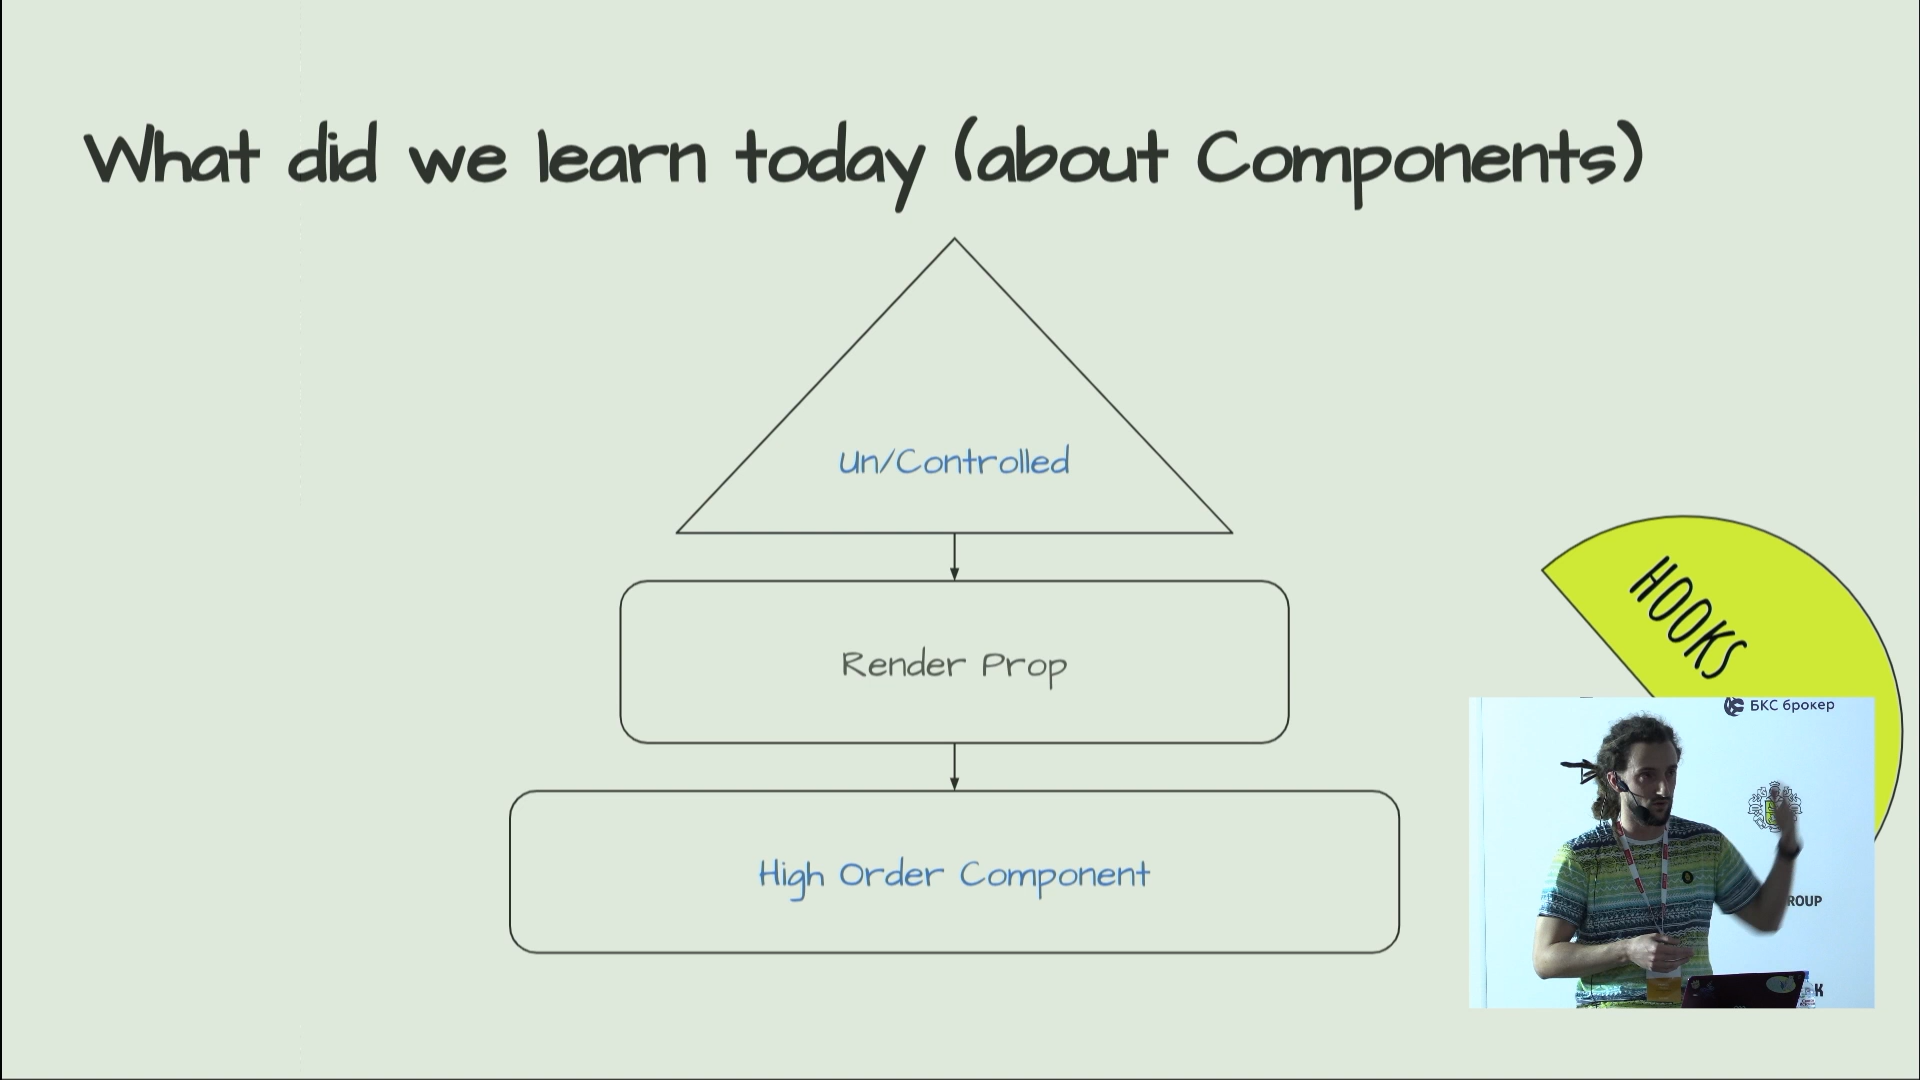 What did we learn today (about Components)
Un/Controlled
Render Prop
High Order Component
HOOKS
БКС брокер
ROUP
K